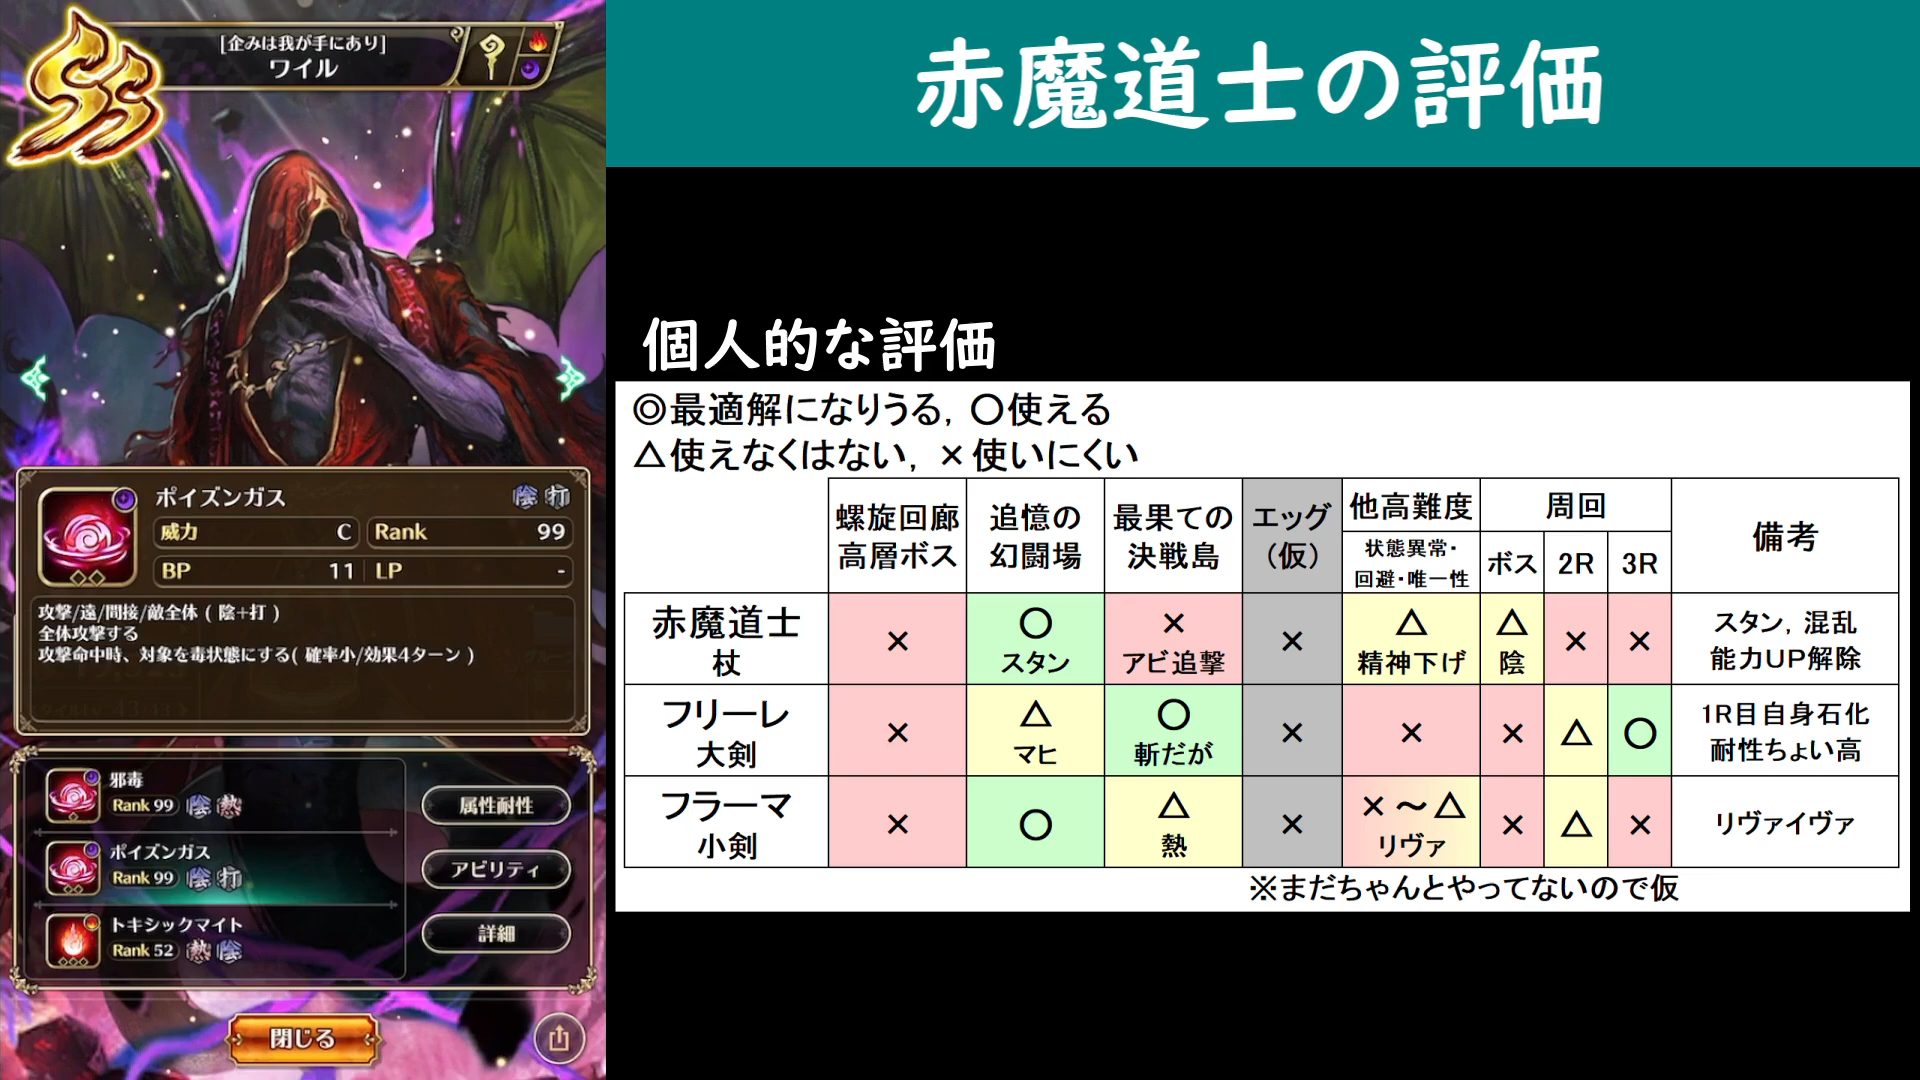 SS
[企みは我が手にあり]
ワイル
ポイズンガス
陰 打
威力 C Rank 99
BP 11 LP -
攻撃/遠/間接/敵全体 ( 陰+打 )
全体攻撃する
攻撃命中時、対象を毒状態にする( 確率小/効果4ターン )
邪毒
Rank 99 陰 熱
ポイズンガス
Rank 99 陰 打
トキシックマイト
Rank 52 熱 陰
属性耐性
アビリティ
詳細
閉じる
赤魔道士の評価
個人的な評価
◎最適解になりうる, 〇使える
△使えなくはない, ×使いにくい
螺旋回廊
高層ボス
追憶の
幻闘場
最果ての
決戦島
エッグ
(仮)
他高難度
状態異常・
回避・唯一性
周回
ボス 2R 3R
備考
赤魔道士
杖
×
〇
スタン
×
アビ追撃
×
△
精神下げ
△
陰
×
×
スタン, 混乱
能力UP解除
フリーレ
大剣
×
△
マヒ
〇
斬だが
×
×
×
△
〇
1R目自身石化
耐性ちょい高
フラーマ
小剣
×
〇
△
熱
×
×～△
リヴァ
×
△
×
リヴァイヴァ
※まだちゃんとやってないので仮